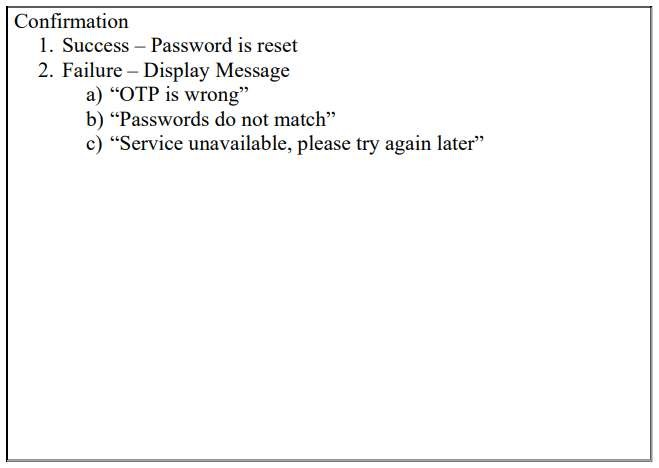 Confirmation
1. Success – Password is reset
2. Failure – Display Message
a) “OTP is wrong”
b) “Passwords do not match”
c) “Service unavailable, please try again later”